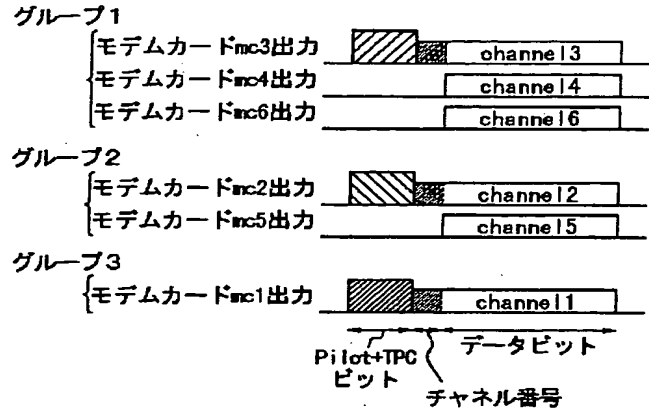 グループ1
モデムカードmc3出力 channel3
モデムカードmc4出力 channel4
モデムカードmc6出力 channel6
グループ2
モデムカードmc2出力 channel2
モデムカードmc5出力 channel5
グループ3
モデムカードmc1出力 channel1
Pilot+TPC
ビット
チャネル番号
データビット